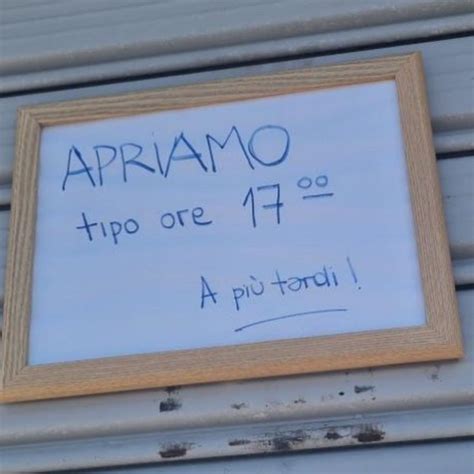 APRIAMO
tipo ore 17⁰⁰
A più tardi!